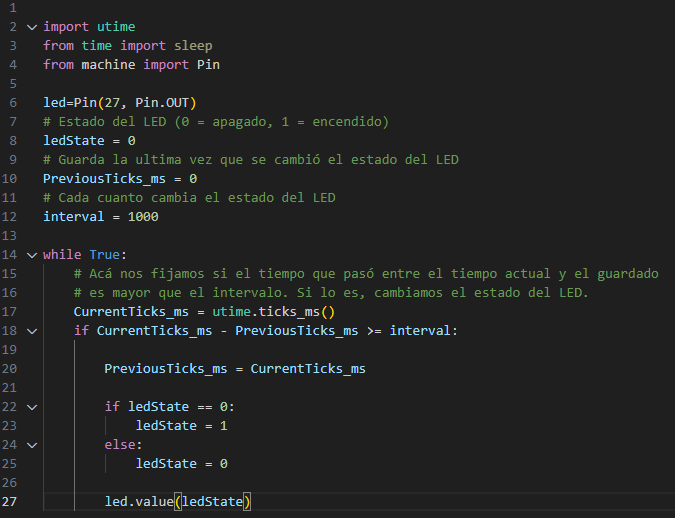 1
2 import utime
3 from time import sleep
4 from machine import Pin
5
6 led=Pin(27, Pin.OUT)
7 # Estado del LED (0 = apagado, 1 = encendido)
8 ledState = 0
9 # Guarda la ultima vez que se cambió el estado del LED
10 PreviousTicks_ms = 0
11 # Cada cuanto cambia el estado del LED
12 interval = 1000
13
14 while True:
15     # Acá nos fijamos si el tiempo que pasó entre el tiempo actual y el guardado
16     # es mayor que el intervalo. Si lo es, cambiamos el estado del LED.
17     CurrentTicks_ms = utime.ticks_ms()
18     if CurrentTicks_ms - PreviousTicks_ms >= interval:
19
20         PreviousTicks_ms = CurrentTicks_ms
21
22         if ledState == 0:
23             ledState = 1
24         else:
25             ledState = 0
26
27         led.value(ledState)